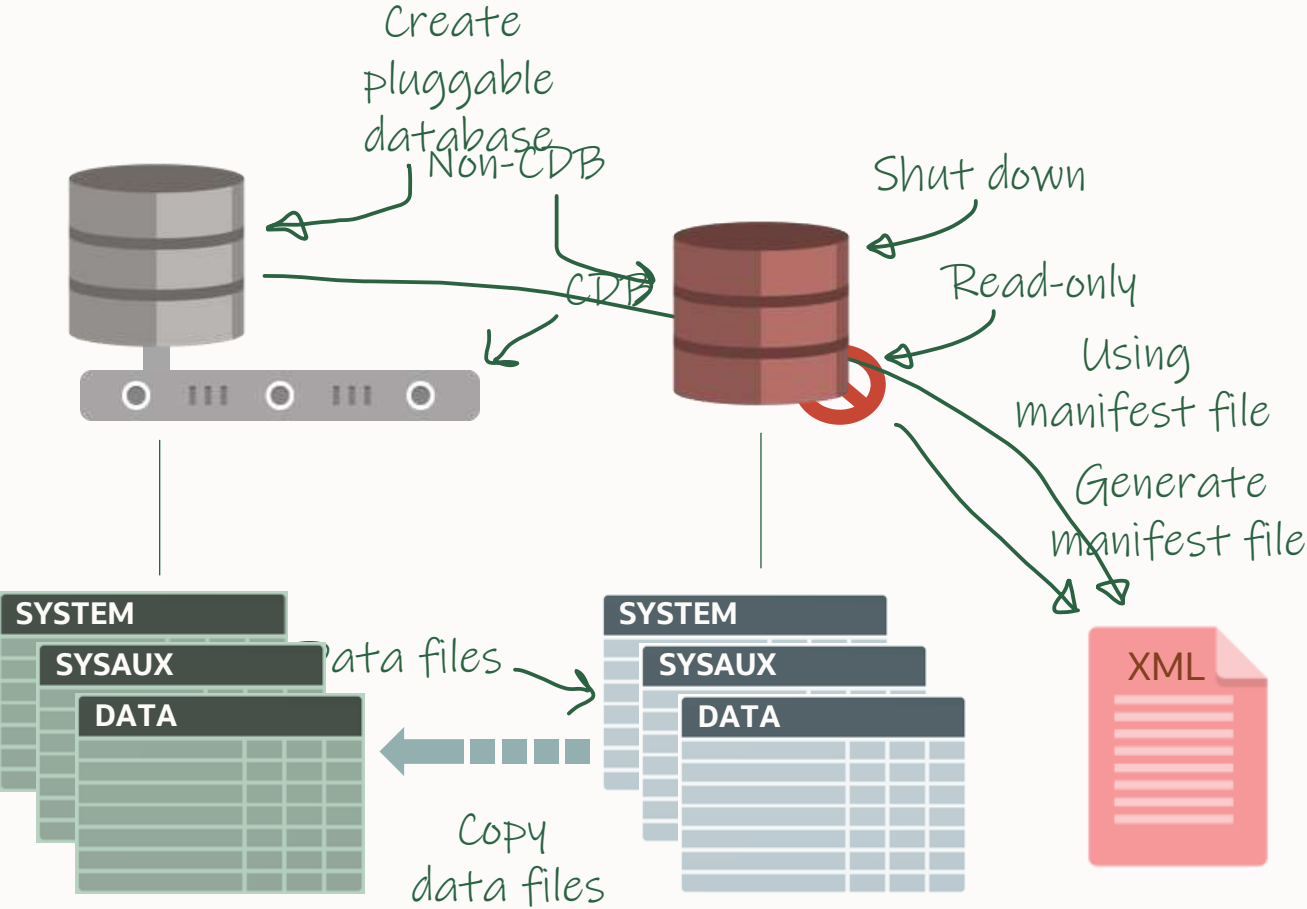 Create
pluggable
database
Non-CDB
Shut down
CDB
Read-only
Using
manifest file
Generate
manifest file
SYSTEM
SYSAUX
DATA
Data files
SYSTEM
SYSAUX
DATA
XML
Copy
data files